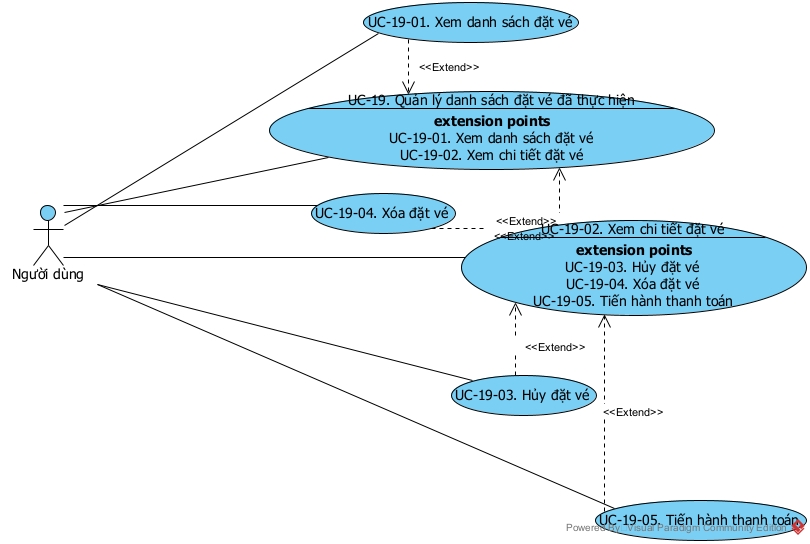 UC-19-01. Xem danh sách đặt vé
<<Extend>>
UC-19. Quản lý danh sách đặt vé đã thực hiện
extension points
UC-19-01. Xem danh sách đặt vé
UC-19-02. Xem chi tiết đặt vé
UC-19-04. Xóa đặt vé
<<Extend>>
<<Extend>>
UC-19-02. Xem chi tiết đặt vé
extension points
UC-19-03. Hủy đặt vé
UC-19-04. Xóa đặt vé
UC-19-05. Tiến hành thanh toán
Người dùng
<<Extend>>
UC-19-03. Hủy đặt vé
<<Extend>>
UC-19-05. Tiến hành thanh toán
Powered By: Visual Paradigm Community Edition